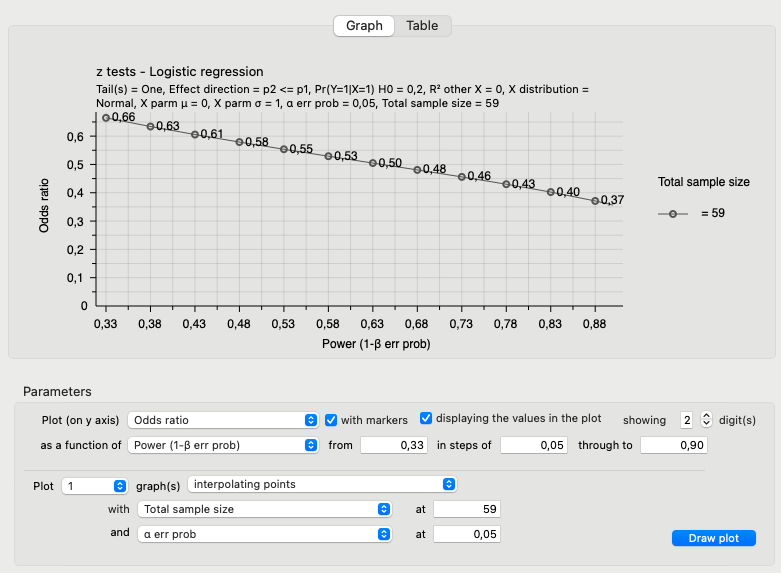 Graph Table
z tests - Logistic regression
Tail(s) = One, Effect direction = p2 <= p1, Pr(Y=1|X=1) H0 = 0,2, R² other X = 0, X distribution =
Normal, X parm μ = 0, X parm σ = 1, α err prob = 0,05, Total sample size = 59
0,66
0,63
0,61
0,58
0,55
0,53
0,50
0,48
0,46
0,43
0,40
0,37
Odds ratio
0,6
0,5
0,4
0,3
0,2
0,1
0
0,33 0,38 0,43 0,48 0,53 0,58 0,63 0,68 0,73 0,78 0,83 0,88
Power (1-β err prob)
Total sample size
= 59
Parameters
Plot (on y axis) Odds ratio with markers displaying the values in the plot showing 2 digit(s)
as a function of Power (1-β err prob) from 0,33 in steps of 0,05 through to 0,90
Plot 1 graph(s) interpolating points
with Total sample size at 59
and α err prob at 0,05
Draw plot